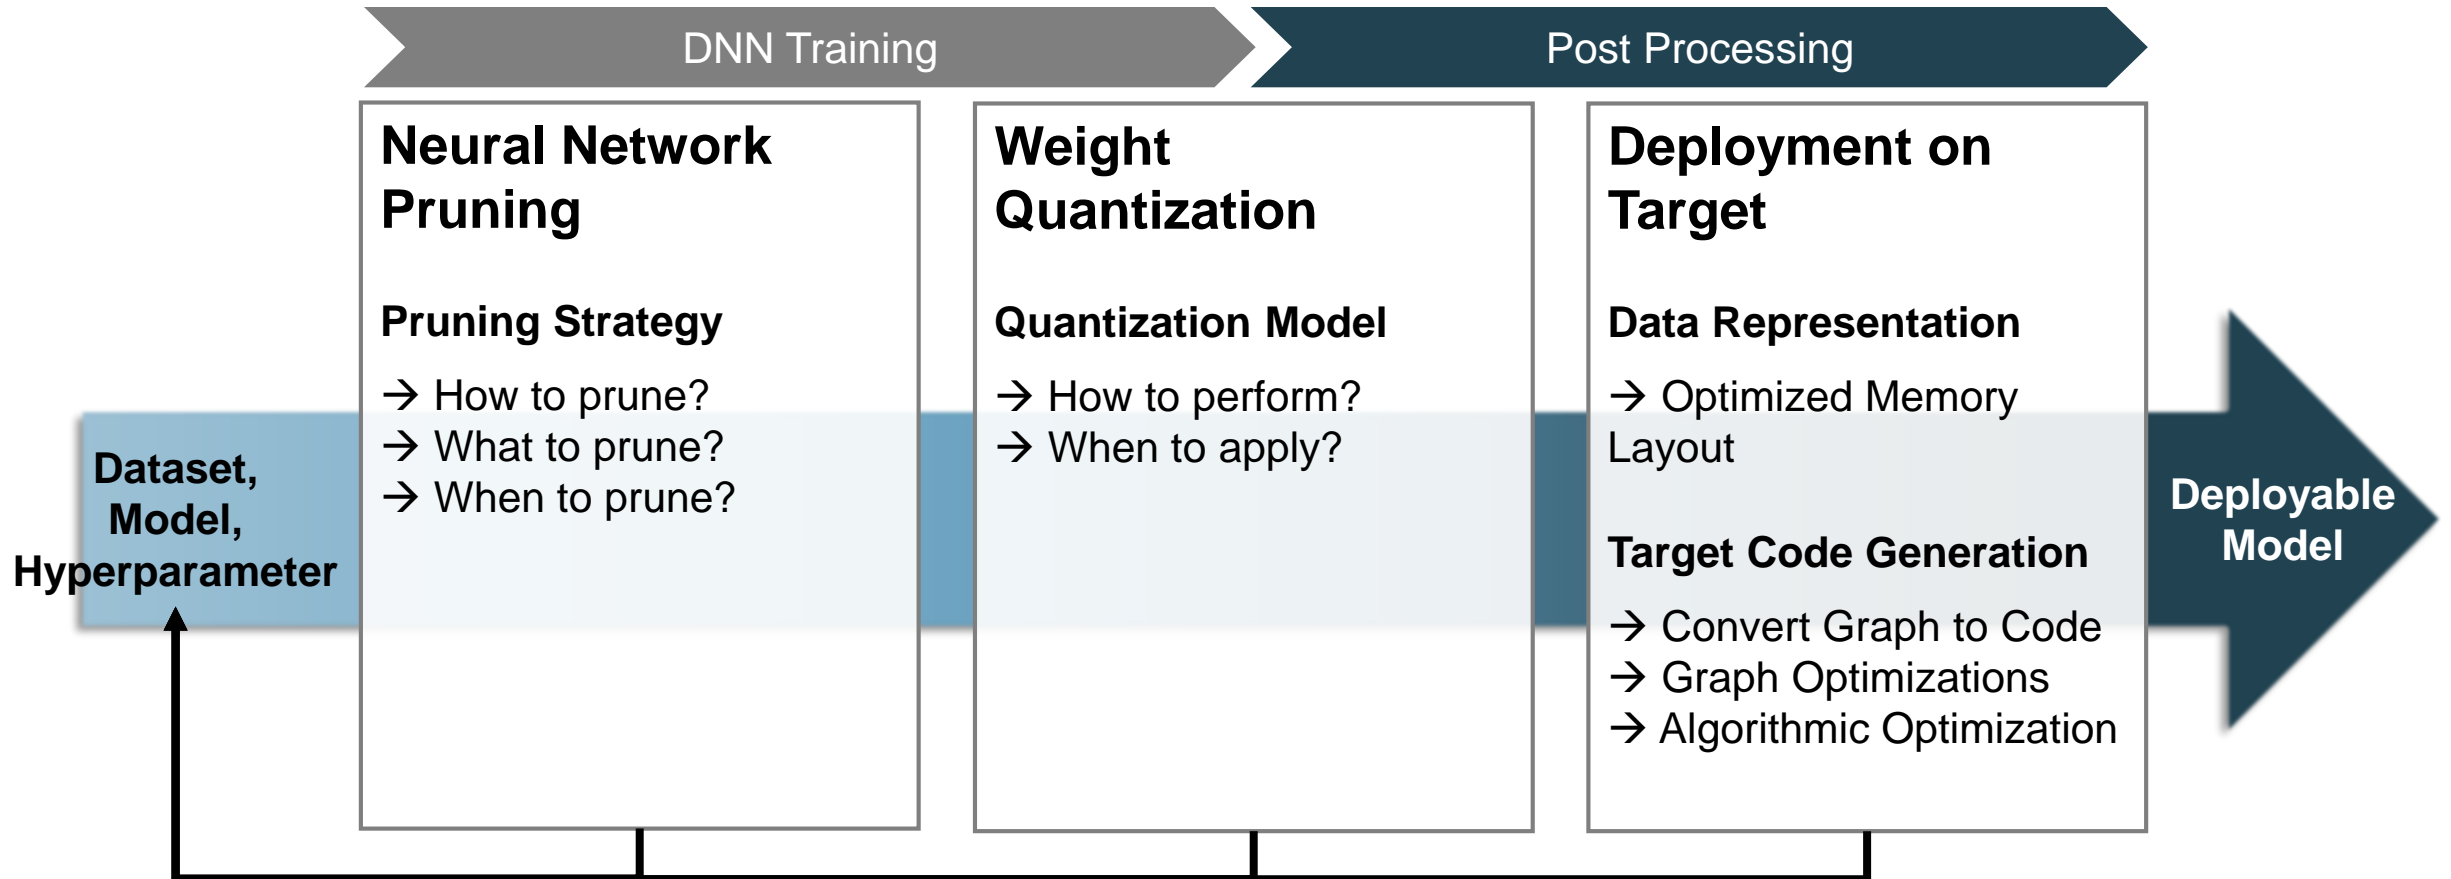 DNN Training
Post Processing
Dataset,
Model,
Hyperparameter
Neural Network
Pruning
Pruning Strategy
→ How to prune?
→ What to prune?
→ When to prune?
Weight
Quantization
Quantization Model
→ How to perform?
→ When to apply?
Deployment on
Target
Data Representation
→ Optimized Memory
Layout
Target Code Generation
→ Convert Graph to Code
→ Graph Optimizations
→ Algorithmic Optimization
Deployable
Model